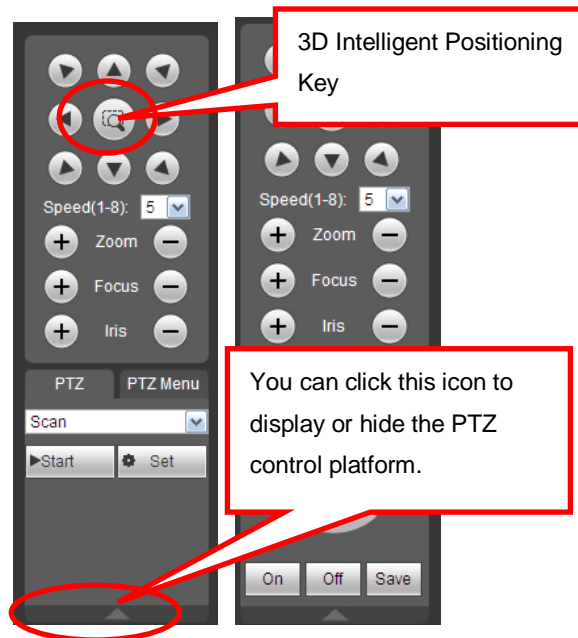 3D Intelligent Positioning
Key
Speed(1-8): 5
Zoom
Focus
Iris
PTZ PTZ Menu
Scan
Start Set
Speed(1-8): 5
Zoom
Focus
Iris
You can click this icon to
display or hide the PTZ
control platform.
On Off Save